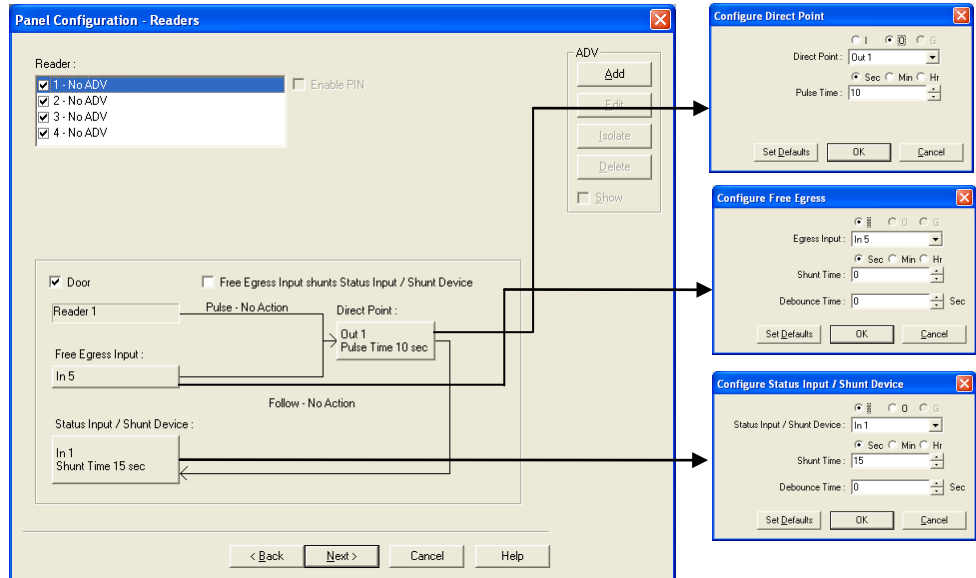 Panel Configuration - Readers
Reader :
1 - No ADV
2 - No ADV
3 - No ADV
4 - No ADV
Enable PIN
ADV
Add
Edit
Isolate
Delete
Show
Door
Free Egress Input shunts Status Input / Shunt Device
Reader 1
Pulse - No Action
Direct Point :
Out 1
Pulse Time 10 sec
Free Egress Input :
In 5
Follow - No Action
Status Input / Shunt Device :
In 1
Shunt Time 15 sec
< Back
Next >
Cancel
Help
Configure Direct Point
I O G
Direct Point : Out 1
Sec Min Hr
Pulse Time : 10
Set Defaults OK Cancel
Configure Free Egress
I O G
Egress Input : In 5
Sec Min Hr
Shunt Time : 0
Debounce Time : 0 Sec
Set Defaults OK Cancel
Configure Status Input / Shunt Device
I O G
Status Input / Shunt Device : In 1
Sec Min Hr
Shunt Time : 15
Debounce Time : 0 Sec
Set Defaults OK Cancel